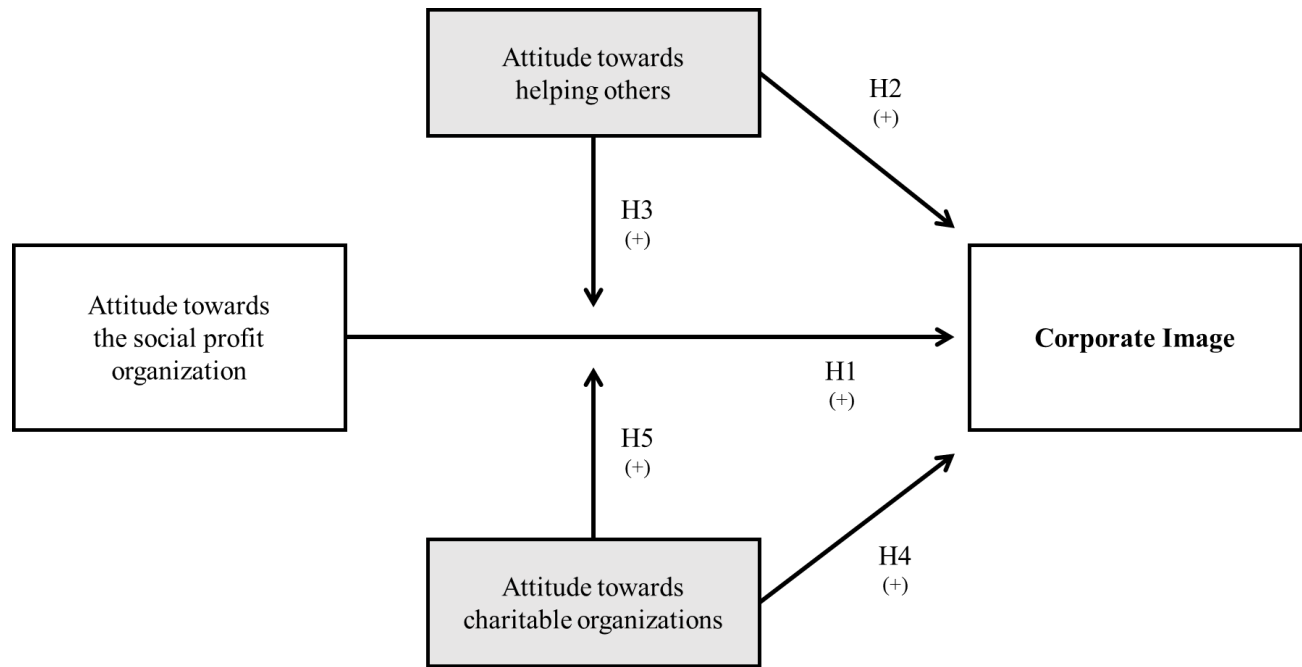 Attitude towards
helping others
H2
(+)
H3
(+)
Attitude towards
the social profit
organization
Corporate Image
H1
(+)
H5
(+)
Attitude towards
charitable organizations
H4
(+)